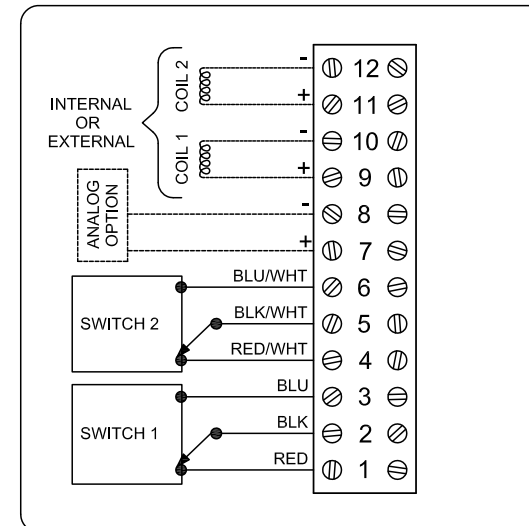 COIL 2
- 12
+ 11
INTERNAL
OR
EXTERNAL
COIL 1
- 10
+ 9
ANALOG
OPTION
- 8
+ 7
SWITCH 2
BLU/WHT 6
BLK/WHT 5
RED/WHT 4
SWITCH 1
BLU 3
BLK 2
RED 1